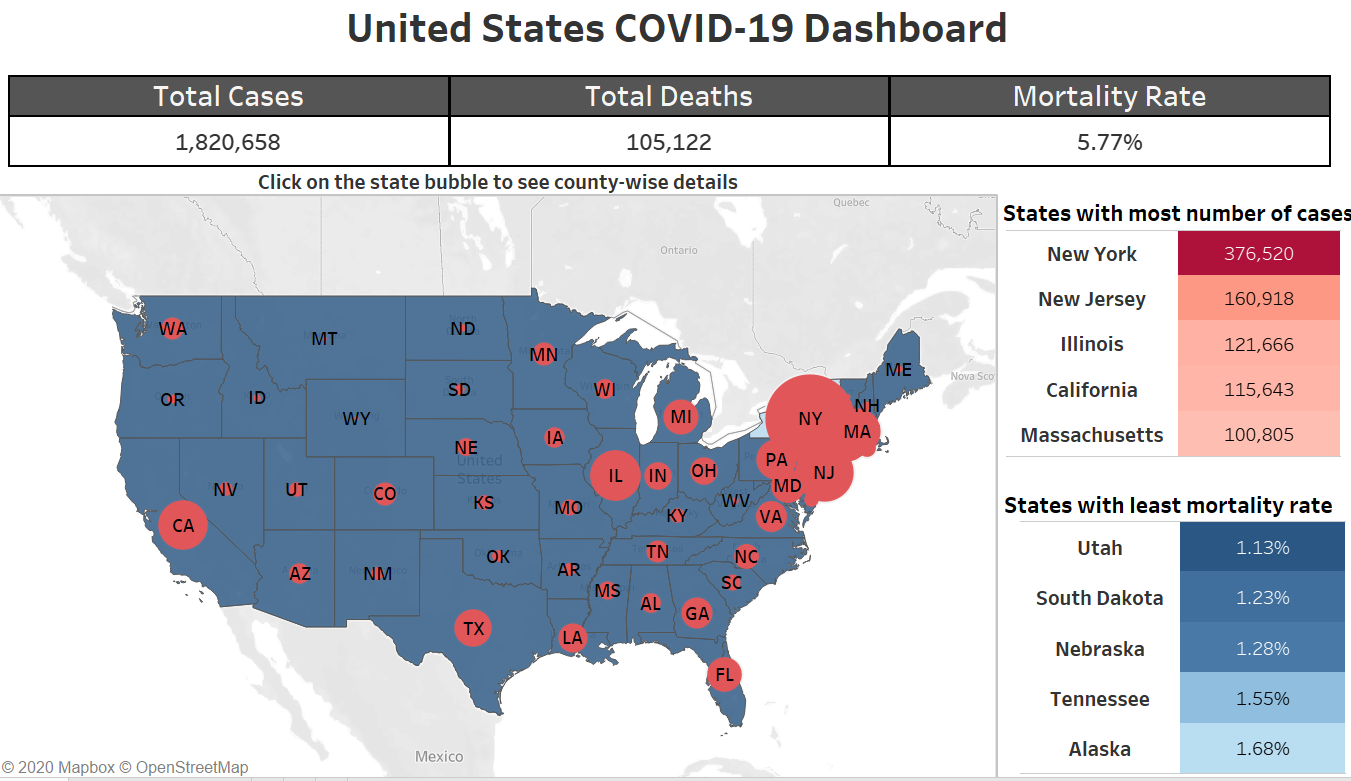 United States COVID-19 Dashboard
Total Cases Total Deaths Mortality Rate
1,820,658 105,122 5.77%
Click on the state bubble to see county-wise details
Quebec
Ontario
Nova Sco
WA
MT
ND
MN
ME
OR
ID
SD
WI
WY
NH
NY
MI
MA
NE
IA
United
States
PA
NV
UT
CO
IL
IN
OH
NJ
MD
KS
MO
WV
CA
KY
VA
AZ
NM
OK
AR
TN
NC
MS
AL
SC
GA
TX
LA
FL
Mexico
© 2020 Mapbox © OpenStreetMap
States with most number of cases
New York 376,520
New Jersey 160,918
Illinois 121,666
California 115,643
Massachusetts 100,805
States with least mortality rate
Utah 1.13%
South Dakota 1.23%
Nebraska 1.28%
Tennessee 1.55%
Alaska 1.68%